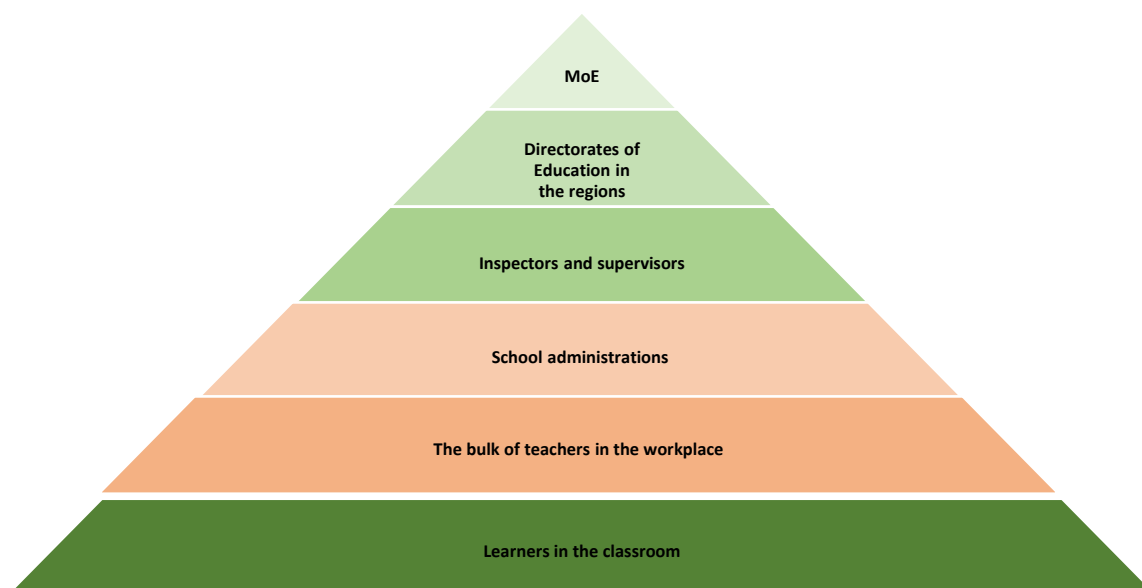 MoE
Directorates of
Education in
the regions
Inspectors and supervisors
School administrations
The bulk of teachers in the workplace
Learners in the classroom